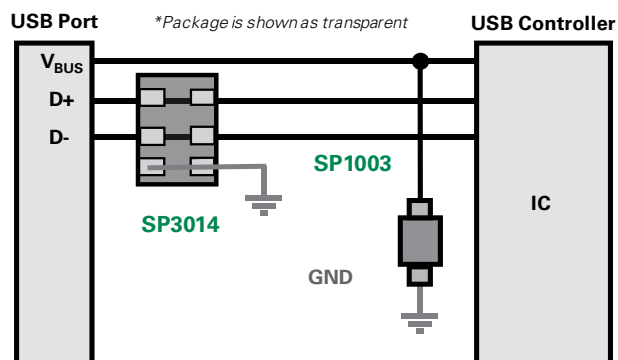 USB Port
*Package is shown as transparent
USB Controller
VBUS
D+
D-
SP1003
SP3014
IC
GND